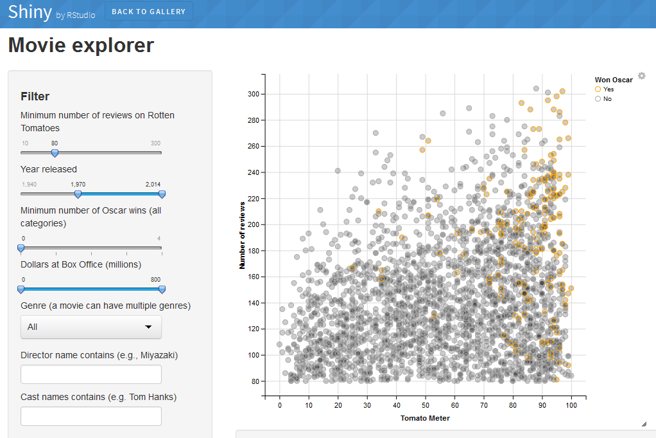 Shiny by RStudio
BACK TO GALLERY
Movie explorer
Filter
Minimum number of reviews on Rotten
Tomatoes
10 80 300
Year released
1,940 1,970 2,014
Minimum number of Oscar wins (all
categories)
0 4
Dollars at Box Office (millions)
0 800
Genre (a movie can have multiple genres)
All
Director name contains (e.g., Miyazaki)
Cast names contains (e.g. Tom Hanks)
Number of reviews
300
280
260
240
220
200
180
160
140
120
100
80
0 10 20 30 40 50 60 70 80 90 100
Tomato Meter
Won Oscar
Yes
No